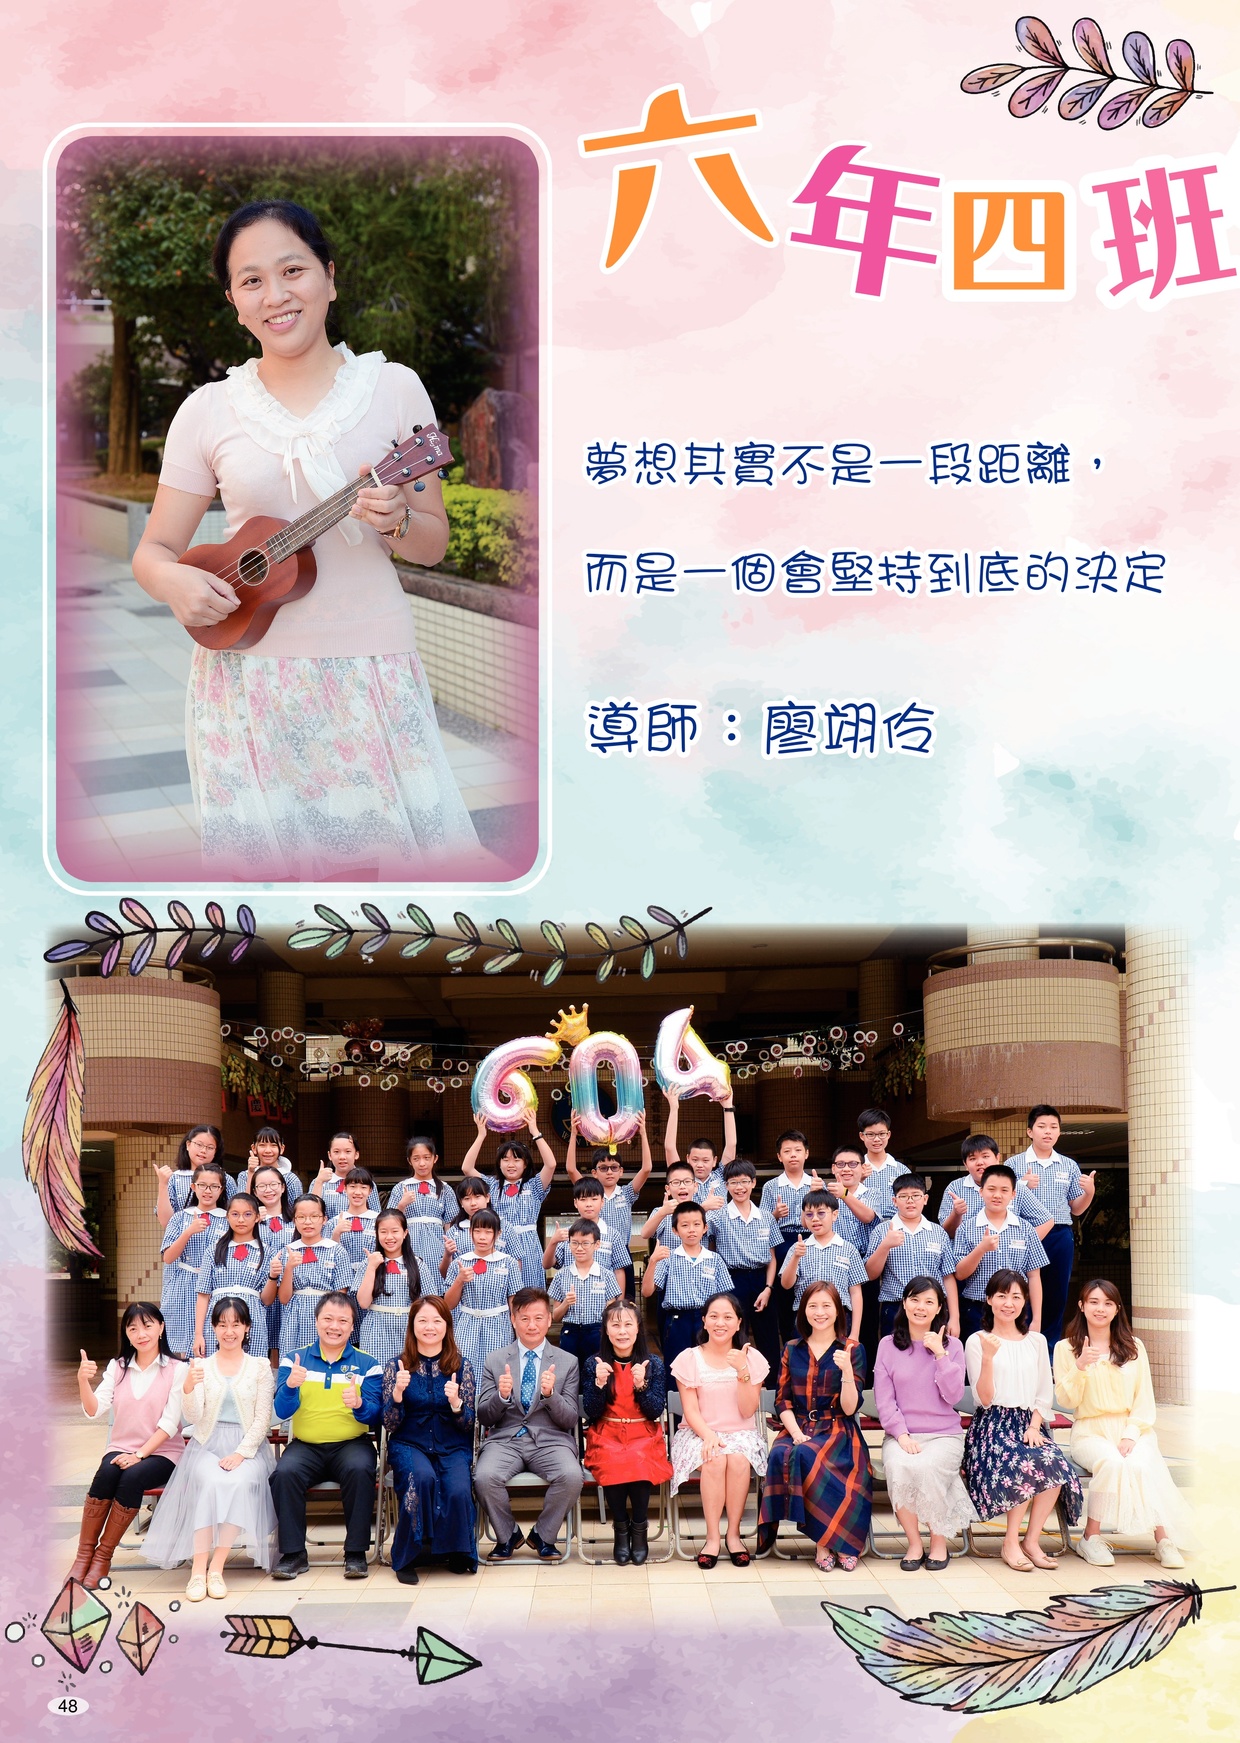 六年四班
夢想其實不是一段距離，
而是一個會堅持到底的決定
導師：廖翊伶
604
48